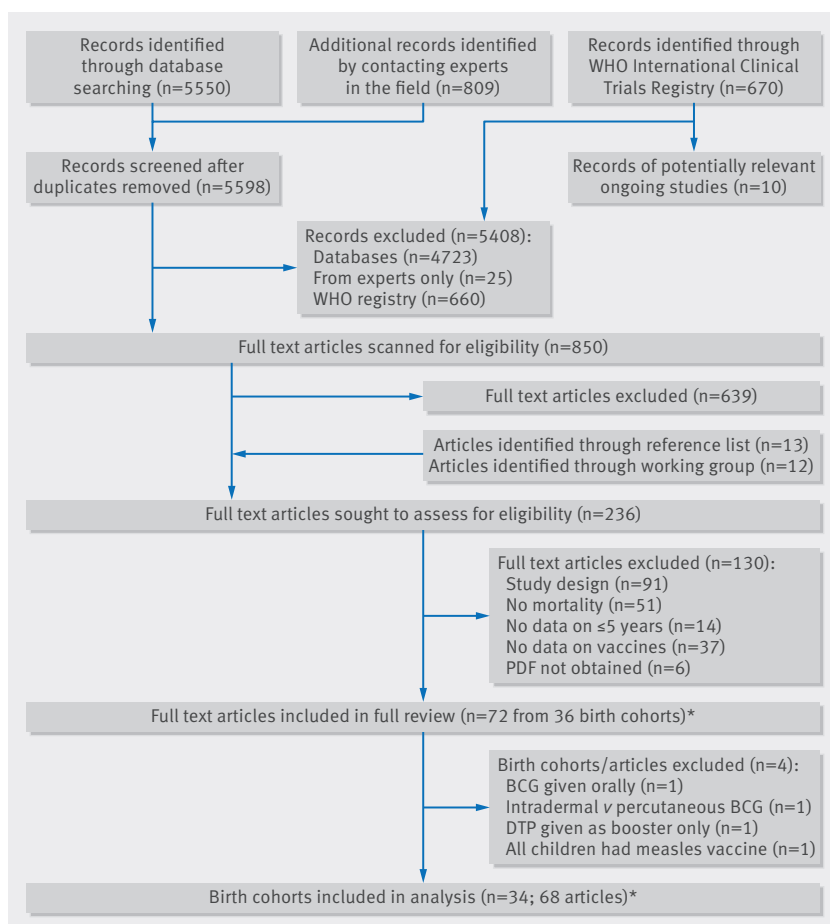 Records identified
through database
searching (n=5550)
Additional records identified
by contacting experts
in the field (n=809)
Records identified through
WHO International Clinical
Trials Registry (n=670)
Records screened after
duplicates removed (n=5598)
Records of potentially relevant
ongoing studies (n=10)
Records excluded (n=5408):
Databases (n=4723)
From experts only (n=25)
WHO registry (n=660)
Full text articles scanned for eligibility (n=850)
Full text articles excluded (n=639)
Articles identified through reference list (n=13)
Articles identified through working group (n=12)
Full text articles sought to assess for eligibility (n=236)
Full text articles excluded (n=130):
Study design (n=91)
No mortality (n=51)
No data on ≤5 years (n=14)
No data on vaccines (n=37)
PDF not obtained (n=6)
Full text articles included in full review (n=72 from 36 birth cohorts)*
Birth cohorts/articles excluded (n=4):
BCG given orally (n=1)
Intradermal v percutaneous BCG (n=1)
DTP given as booster only (n=1)
All children had measles vaccine (n=1)
Birth cohorts included in analysis (n=34; 68 articles)*